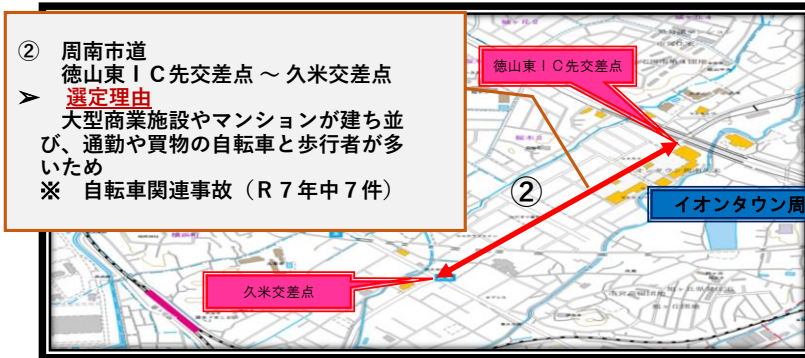 ② 周南市道
徳山東ＩＣ先交差点 ～ 久米交差点
➢ 選定理由
大型商業施設やマンションが建ち並
び、通勤や買物の自転車と歩行者が多
いため
※ 自転車関連事故（Ｒ７年中７件）
徳山東ＩＣ先交差点
②
イオンタウン周
久米交差点